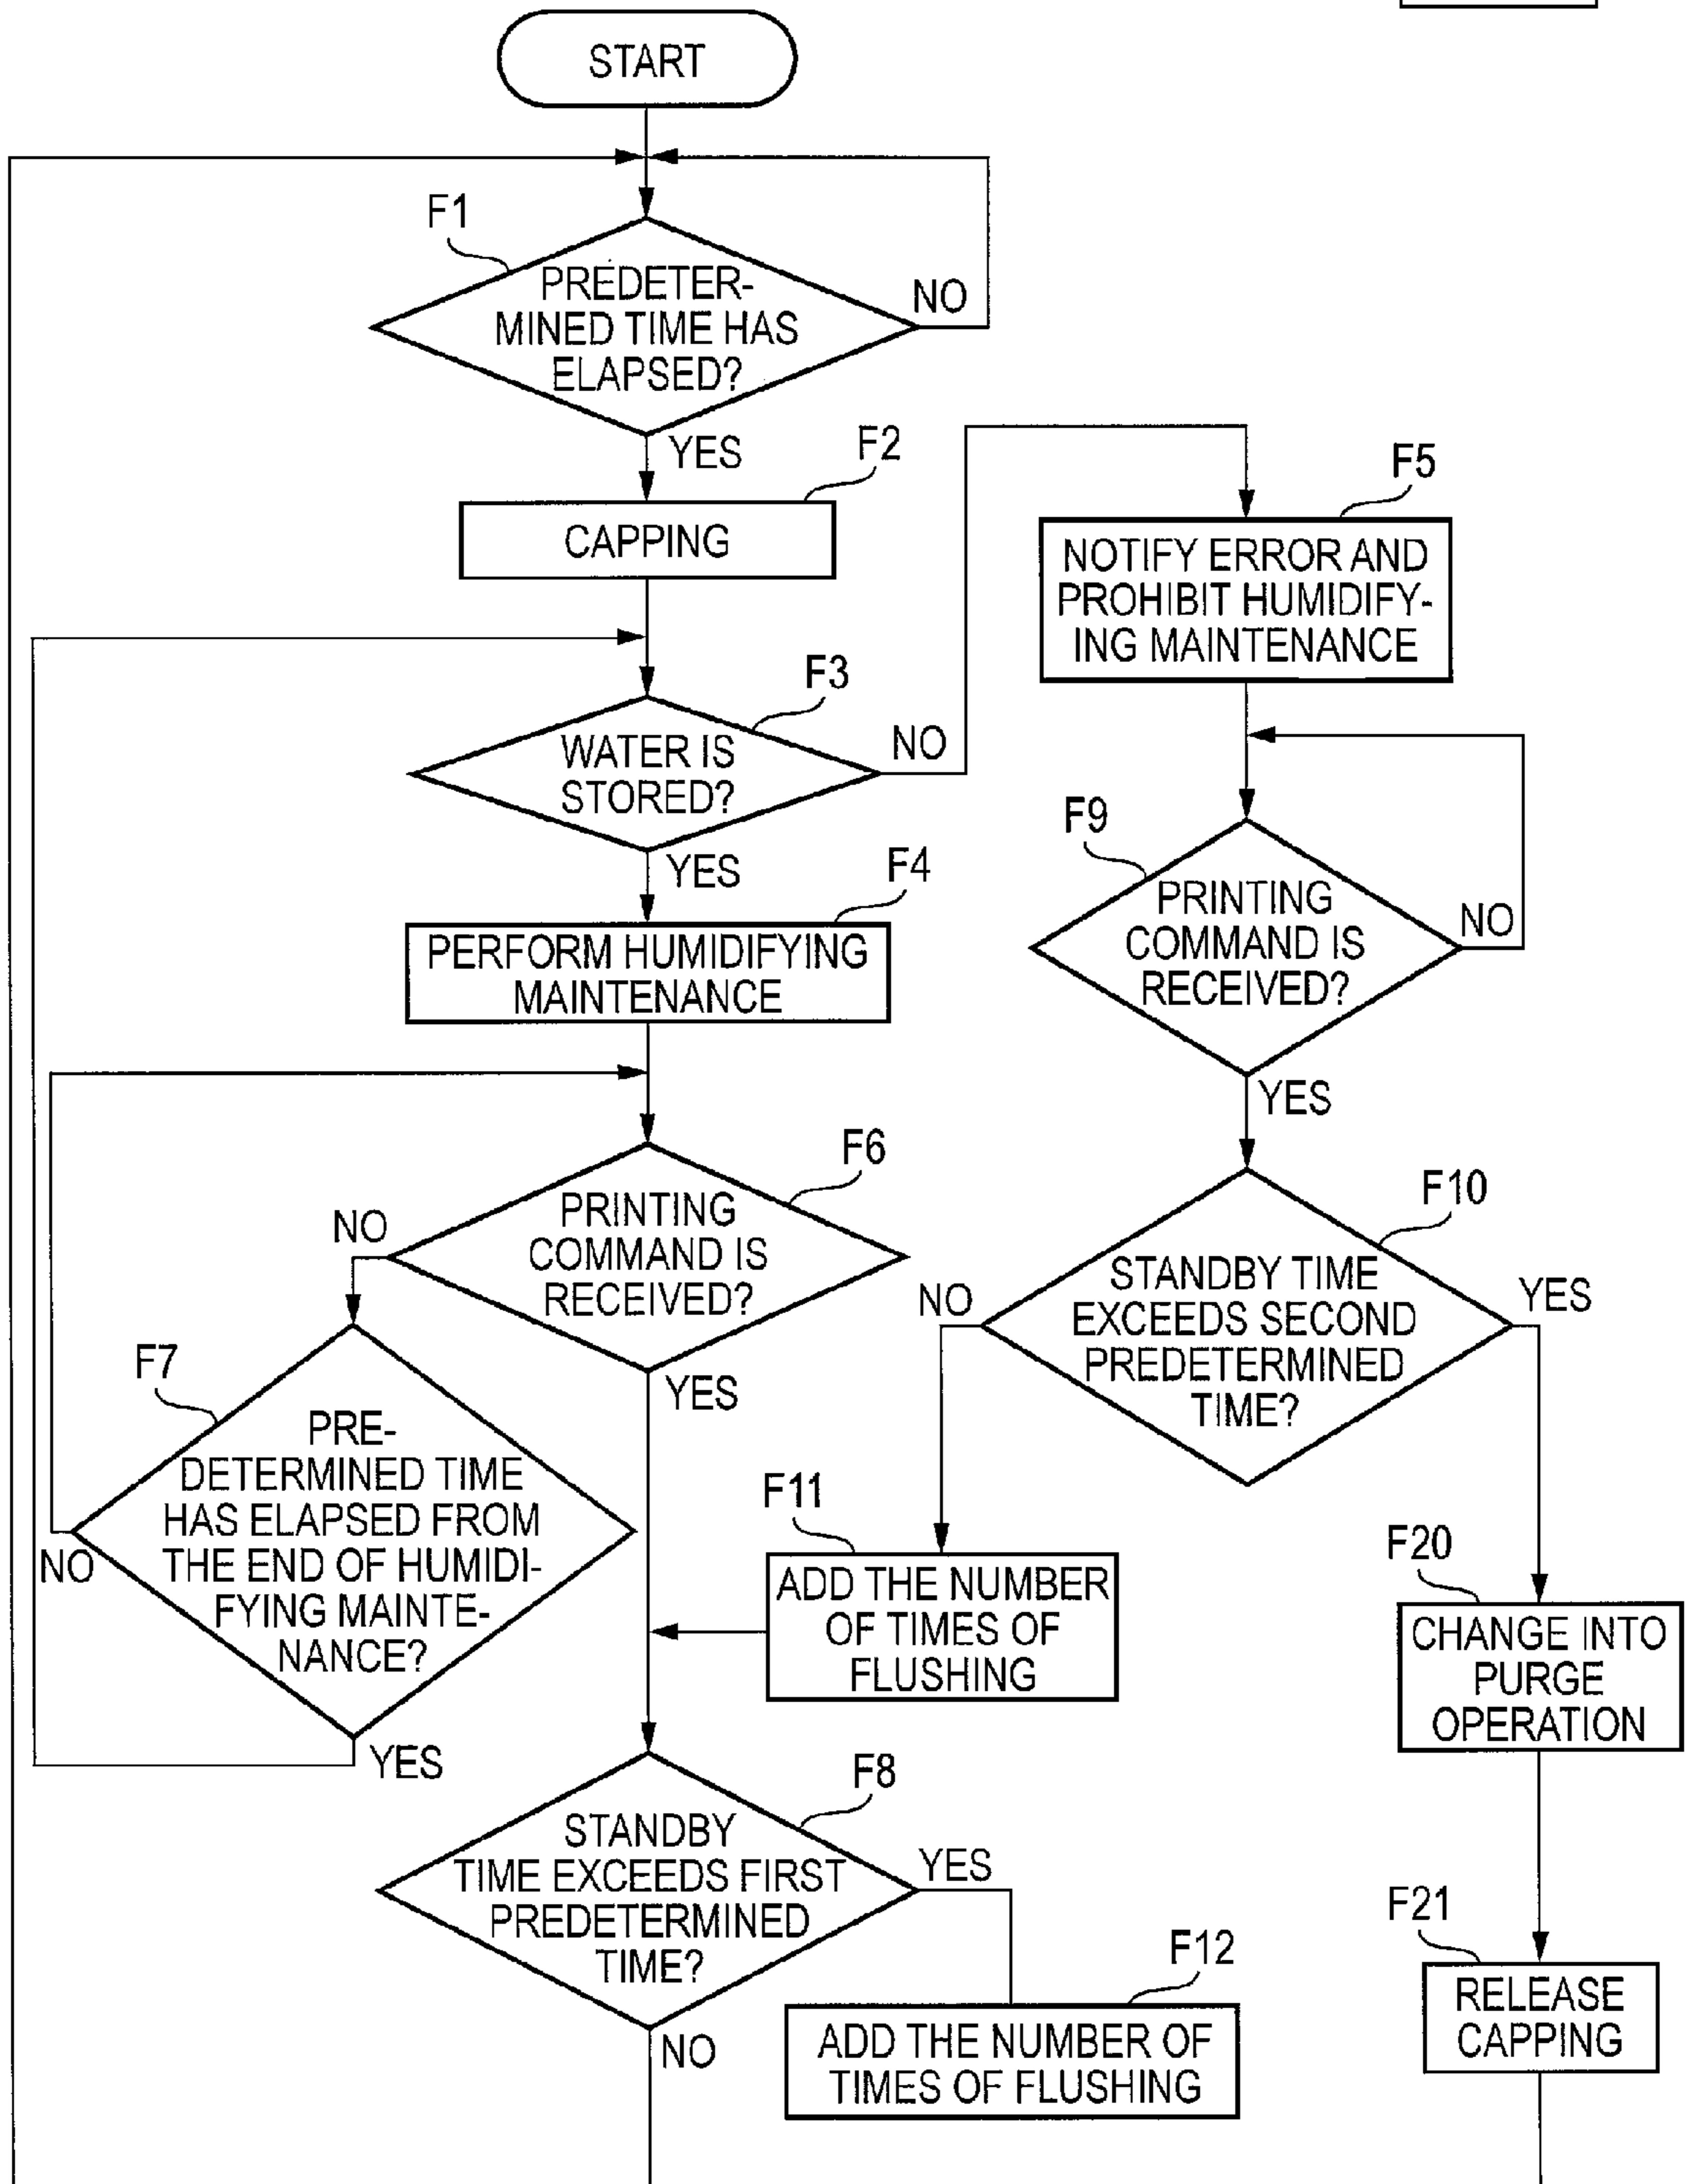 START
F1
PREDETER-
MINED TIME HAS
ELAPSED?
NO
YES
F2
CAPPING
F3
WATER IS
STORED?
NO
YES
F5
NOTIFY ERROR AND
PROHIBIT HUMIDIFY-
ING MAINTENANCE
F4
PERFORM HUMIDIFYING
MAINTENANCE
F9
PRINTING
COMMAND IS
RECEIVED?
NO
YES
F6
PRINTING
COMMAND IS
RECEIVED?
NO
YES
F10
STANDBY TIME
EXCEEDS SECOND
PREDETERMINED
TIME?
NO
YES
F7
PRE-
DETERMINED TIME
HAS ELAPSED FROM
THE END OF HUMIDI-
FYING MAINTE-
NANCE?
NO
YES
F11
ADD THE NUMBER
OF TIMES OF
FLUSHING
F20
CHANGE INTO
PURGE
OPERATION
F8
STANDBY
TIME EXCEEDS FIRST
PREDETERMINED
TIME?
YES
NO
F12
ADD THE NUMBER OF
TIMES OF FLUSHING
F21
RELEASE
CAPPING